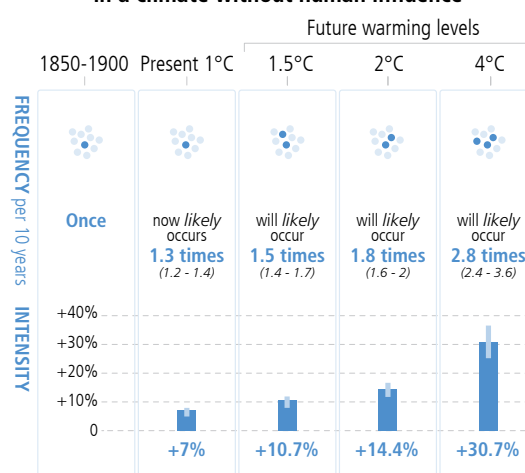 in a climate without human influence
Future warming levels
1850-1900 Present 1°C 1.5°C 2°C 4°C
FREQUENCY per 10 years
Once
now likely occurs
1.3 times
(1.2 - 1.4)
will likely occur
1.5 times
(1.4 - 1.7)
will likely occur
1.8 times
(1.6 - 2)
will likely occur
2.8 times
(2.4 - 3.6)
INTENSITY
+40%
+30%
+20%
+10%
0
+7%
+10.7%
+14.4%
+30.7%